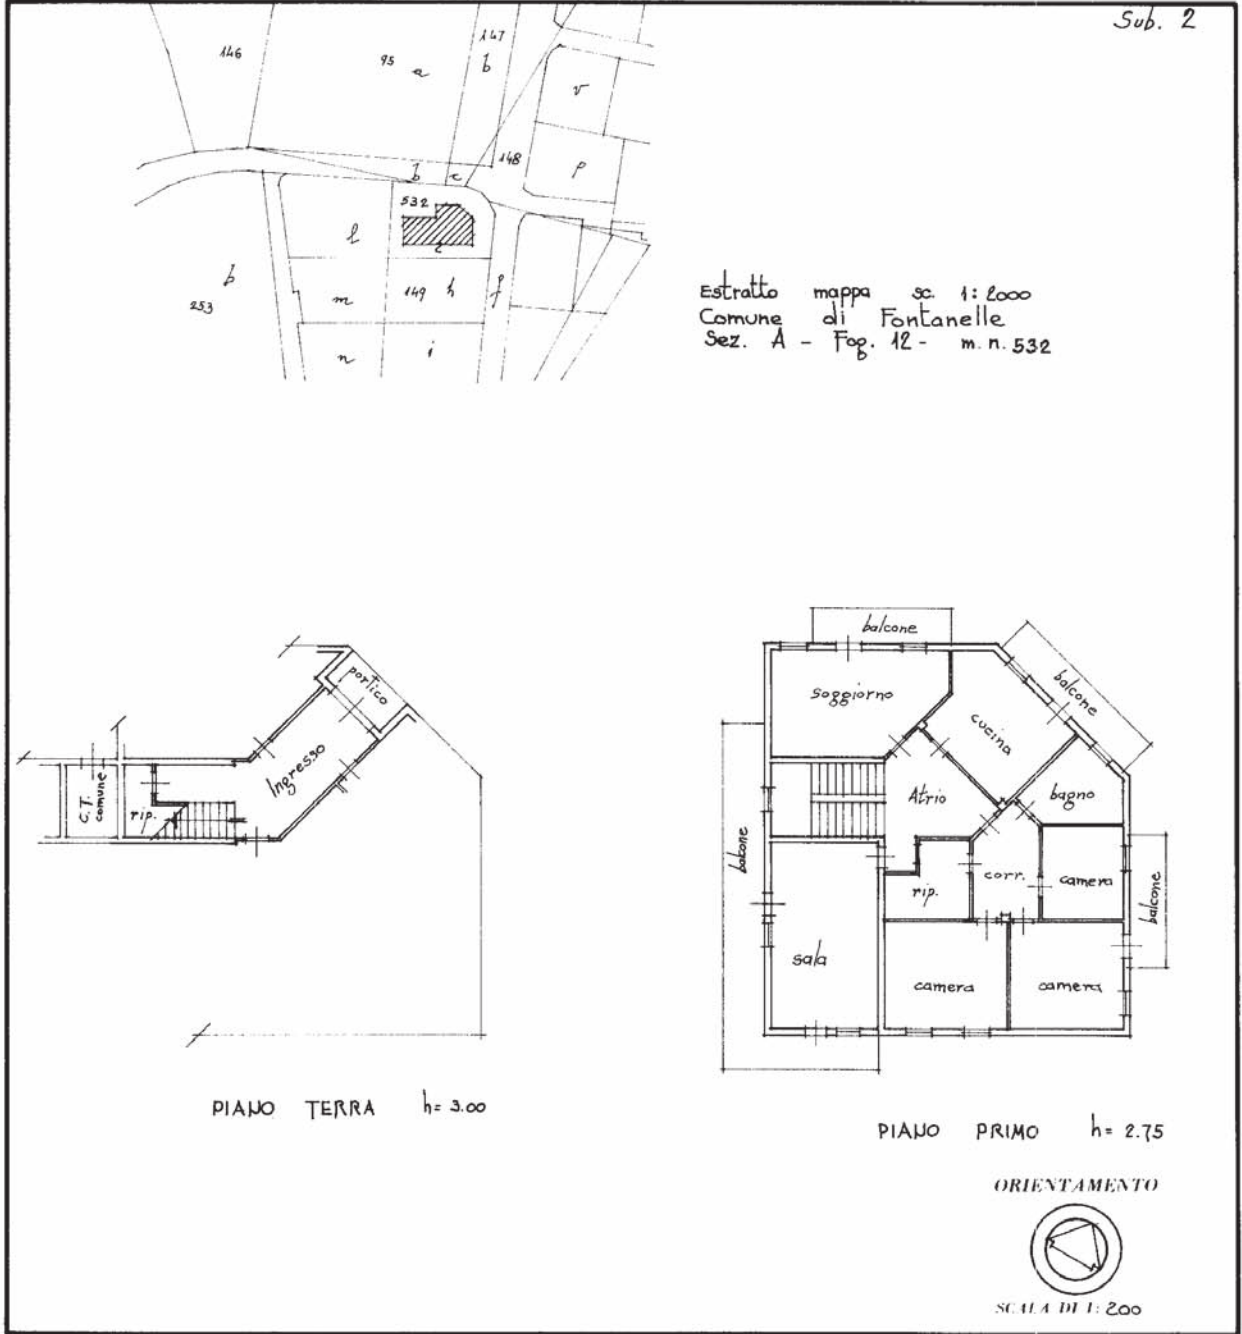 Sub. 2
146
95 a
147
b
v
148
p
b c
532
l
b
253
m
149 h
f
n
i
Estratto mappa sc. 1:2000
Comune di Fontanelle
Sez. A - Fog. 12 - m.n. 532
balcone
portico
soggiorno
balcone
cucina
Ingresso
C.T. comune
rip.
Atrio
bagno
balcone
corr.
camera
rip.
balcone
sala
camera
camera
PIANO TERRA h= 3.00
PIANO PRIMO h= 2.75
ORIENTAMENTO
SCALA DI 1: 200